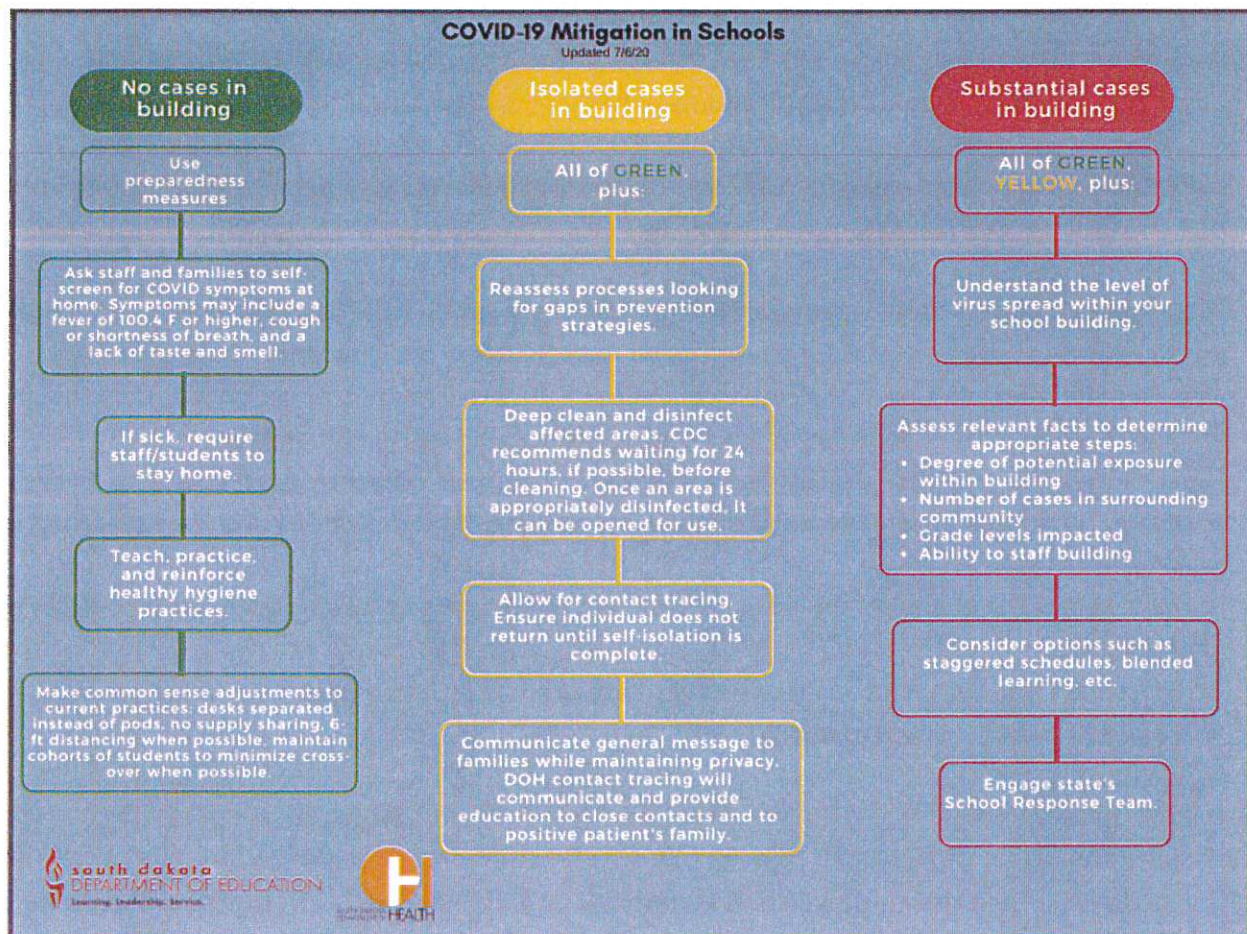 COVID-19 Mitigation in Schools
Updated 7/6/20
No cases in
building
Use
preparedness
measures
Ask staff and families to self-
screen for COVID symptoms at
home. Symptoms may include a
fever of 100.4 F or higher, cough
or shortness of breath, and a
lack of taste and smell.
If sick, require
staff/students to
stay home.
Teach, practice,
and reinforce
healthy hygiene
practices.
Make common sense adjustments to
current practices: desks separated
instead of pods, no supply sharing, 6-
ft distancing when possible, maintain
cohorts of students to minimize cross-
over when possible.
Isolated cases
in building
All of GREEN,
plus:
Reassess processes looking
for gaps in prevention
strategies.
Deep clean and disinfect
affected areas. CDC
recommends waiting for 24
hours, if possible, before
cleaning. Once an area is
appropriately disinfected, it
can be opened for use.
Allow for contact tracing.
Ensure individual does not
return until self-isolation is
complete.
Communicate general message to
families while maintaining privacy.
DOH contact tracing will
communicate and provide
education to close contacts and to
positive patient's family.
Substantial cases
in building
All of GREEN,
YELLOW, plus:
Understand the level of
virus spread within your
school building.
Assess relevant facts to determine
appropriate steps:
• Degree of potential exposure
within building
• Number of cases in surrounding
community
• Grade levels impacted
• Ability to staff building
Consider options such as
staggered schedules, blended
learning, etc.
Engage state's
School Response Team.
south dakota
DEPARTMENT OF EDUCATION
Learning. Leadership. Service.
SOUTH DAKOTA
DEPARTMENT OF HEALTH